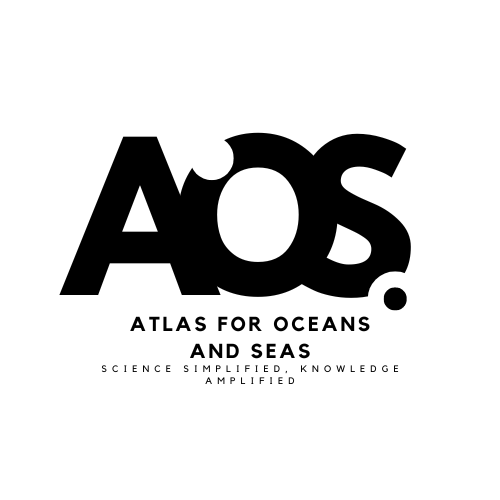 AOS
ATLAS FOR OCEANS
AND SEAS
SCIENCE SIMPLIFIED, KNOWLEDGE
AMPLIFIED